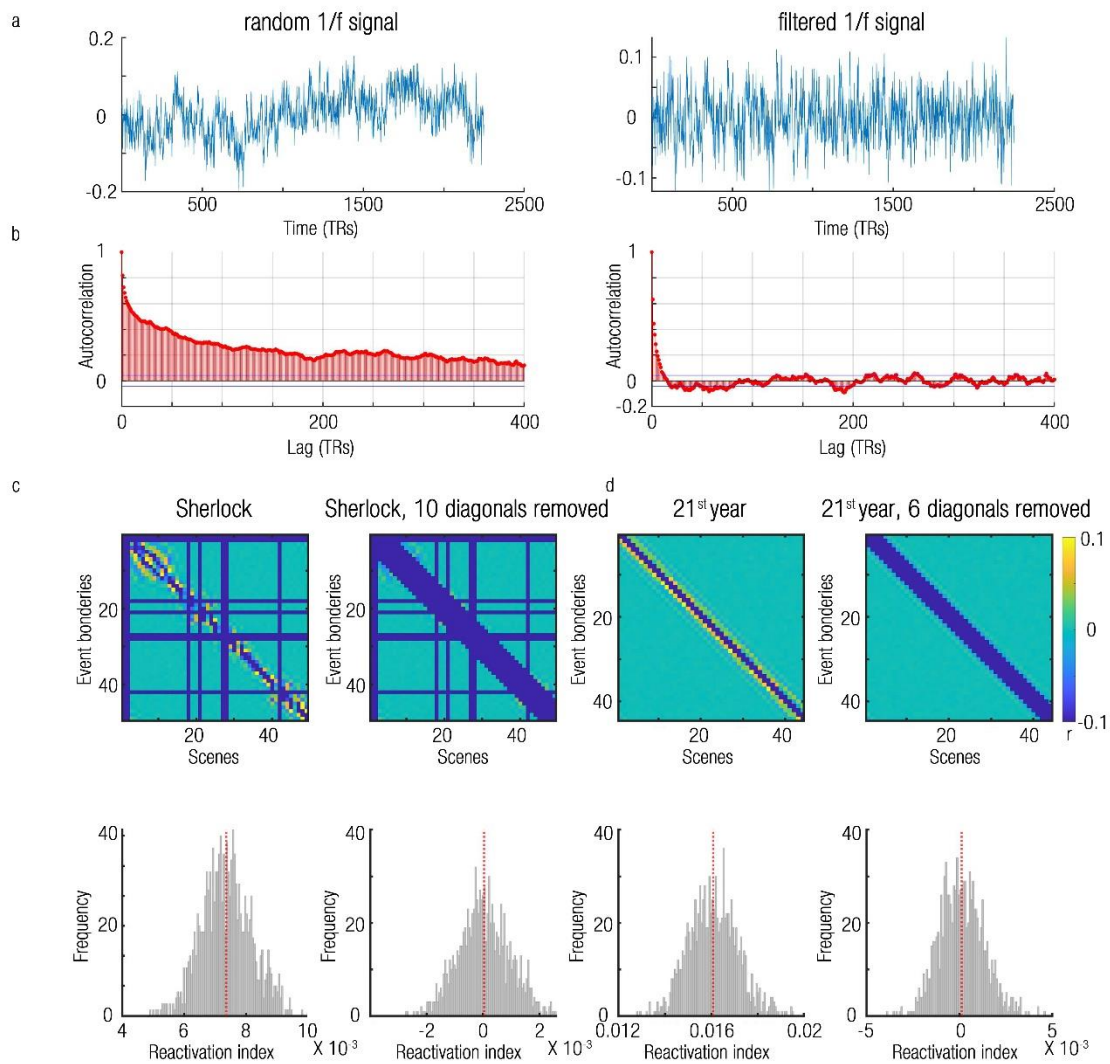 a
random 1/f signal
filtered 1/f signal
0.2
0
-0.2
500
1500
2500
Time (TRs)
0.1
0
-0.1
500
1500
2500
Time (TRs)
b
1
Autocorrelation
0
0
200
400
Lag (TRs)
1
Autocorrelation
0
-0.2
0
200
400
Lag (TRs)
c
d
Sherlock
Sherlock, 10 diagonals removed
21st year
21st year, 6 diagonals removed
Event bonderies
20
40
20
40
Scenes
Event bonderies
20
40
20
40
Scenes
Event bonderies
20
40
20
40
Scenes
Event bonderies
20
40
20
40
Scenes
0.1
0
-0.1
r
Frequency
40
20
0
4
6
8
10
Reactivation index
X 10-3
Frequency
40
20
0
-2
0
2
Reactivation index
X 10-3
Frequency
40
20
0
0.012
0.016
0.02
Reactivation index
Frequency
40
20
0
-5
0
5
Reactivation index
X 10-3